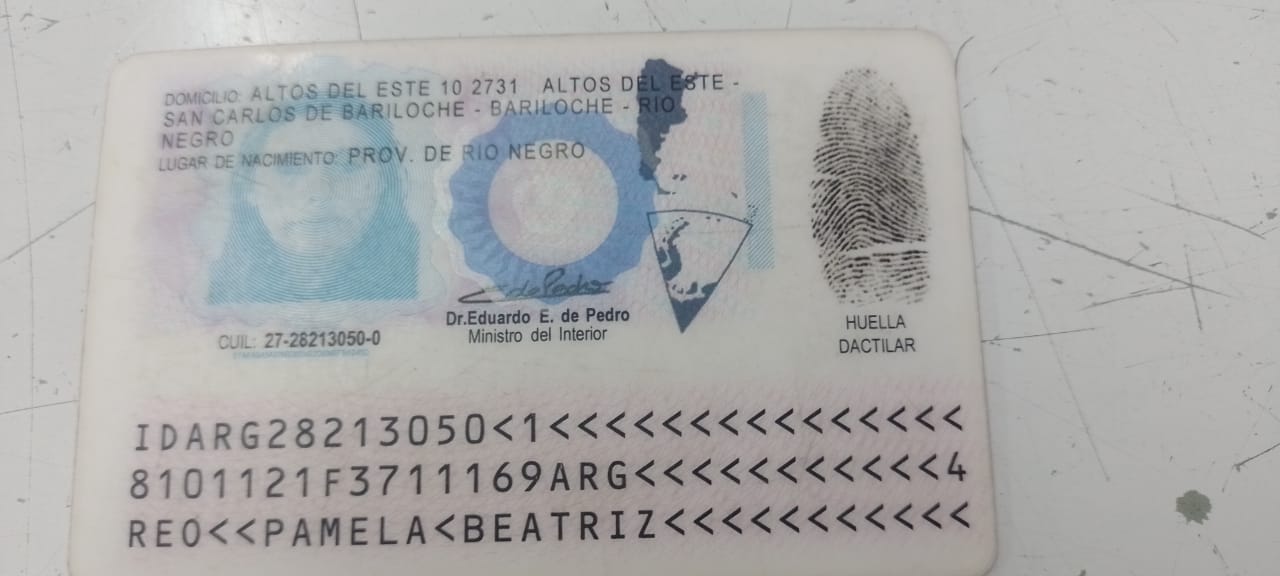 DOMICILIO: ALTOS DEL ESTE 10 2731 ALTOS DEL ESTE -
SAN CARLOS DE BARILOCHE - BARILOCHE - RIO
NEGRO
LUGAR DE NACIMIENTO: PROV. DE RIO NEGRO
Dr.Eduardo E. de Pedro
Ministro del Interior
CUIL: 27-28213050-0
HUELLA
DACTILAR
IDARG28213050<1<<<<<<<<<<<<<<<
8101121F3711169ARG<<<<<<<<<<<4
REO<<PAMELA<BEATRIZ<<<<<<<<<<<